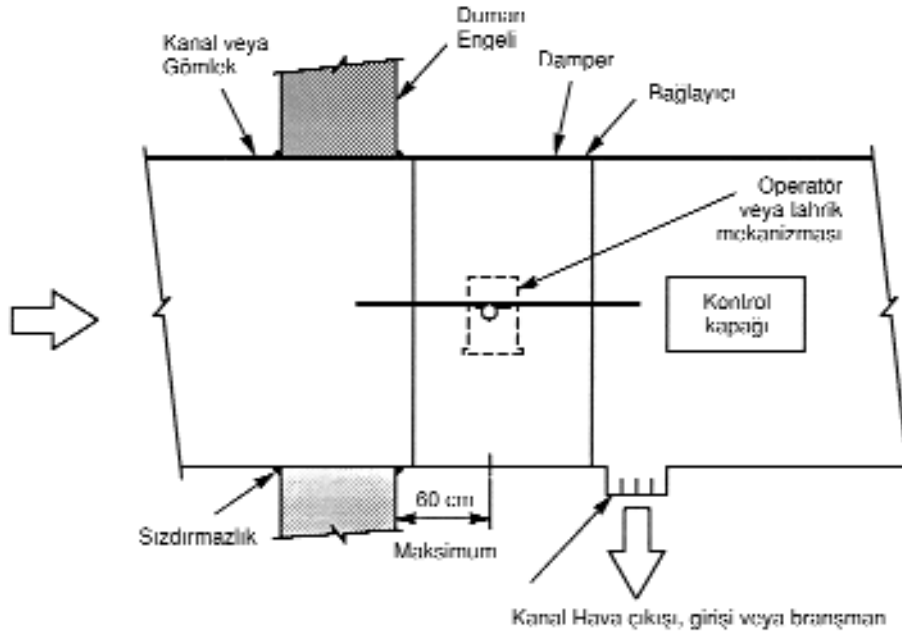 Duman
Engeli
Kanal veya
Gömlek
Damper
Bağlayıcı
Operatör
veya tahrik
mekanizması
Kontrol
kapağı
60 cm
Sızdırmazlık
Maksimum
Kanal Hava çıkışı, girişi veya branşman